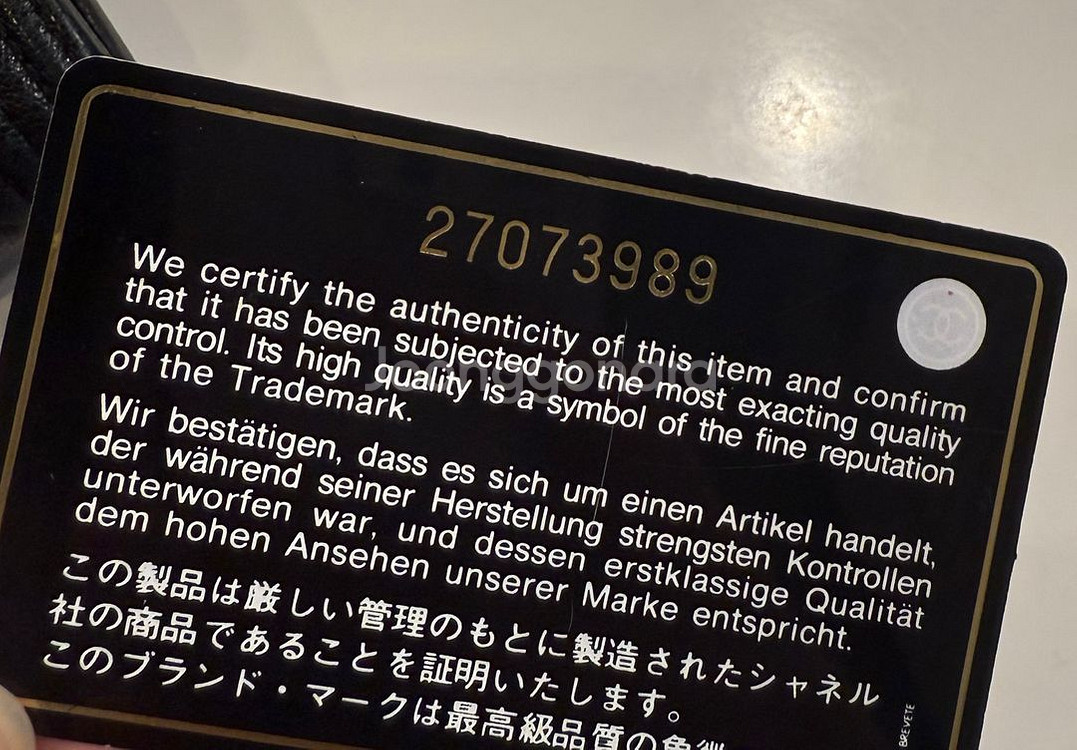 27073989
We certify the authenticity of this item and confirm
that it has been subjected to the most exacting quality
control. Its high quality is a symbol of the fine reputation
of the Trademark.
Wir bestätigen, dass es sich um einen Artikel handelt,
der während seiner Herstellung strengsten Kontrollen
unterworfen war, und dessen erstklassige Qualität
dem hohen Ansehen unserer Marke entspricht.
この製品は厳しい管理のもとに製造されたシャネル
社の商品であることを証明いたします。
このブランド・マークは最高級品質の象徴
BREVETE
Joonggonara